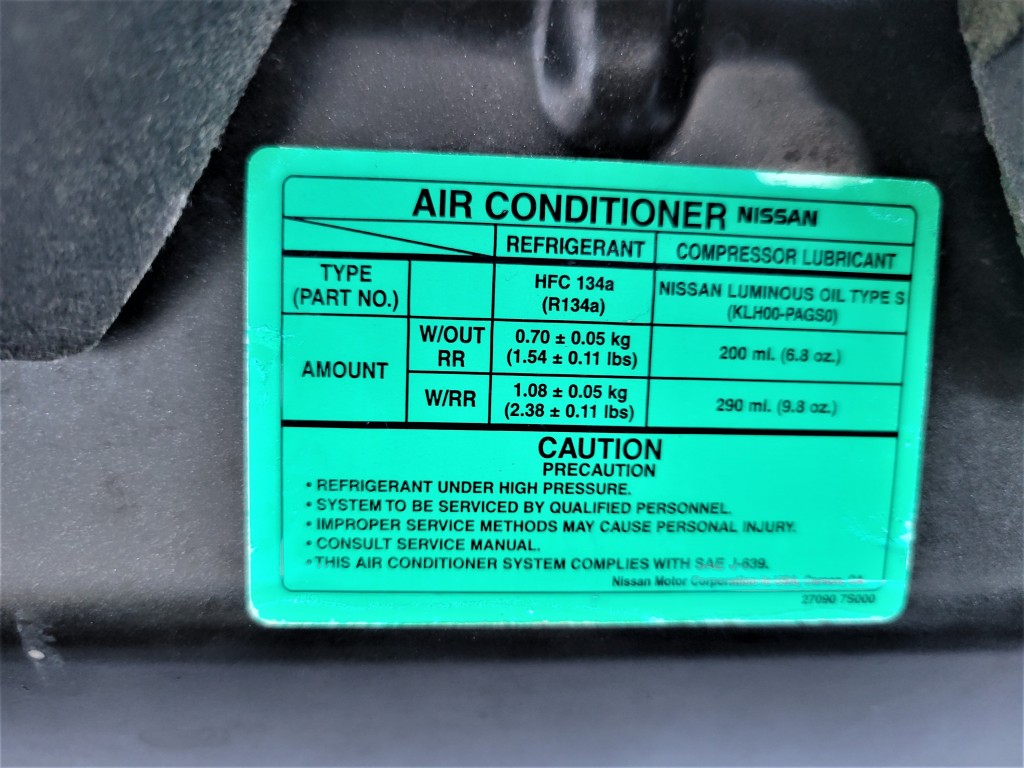 AIR CONDITIONER NISSAN
REFRIGERANT COMPRESSOR LUBRICANT
TYPE
(PART NO.)
HFC 134a
(R134a)
NISSAN LUMINOUS OIL TYPE S
(KLH00-PAGS0)
AMOUNT
W/OUT
RR
0.70 ± 0.05 kg
(1.54 ± 0.11 lbs)
200 ml. (6.8 oz.)
W/RR
1.08 ± 0.05 kg
(2.38 ± 0.11 lbs)
290 ml. (9.8 oz.)
CAUTION
PRECAUTION
• REFRIGERANT UNDER HIGH PRESSURE.
• SYSTEM TO BE SERVICED BY QUALIFIED PERSONNEL.
• IMPROPER SERVICE METHODS MAY CAUSE PERSONAL INJURY.
• CONSULT SERVICE MANUAL.
• THIS AIR CONDITIONER SYSTEM COMPLIES WITH SAE J-639.
Nissan Motor Corporation
27090 7S000